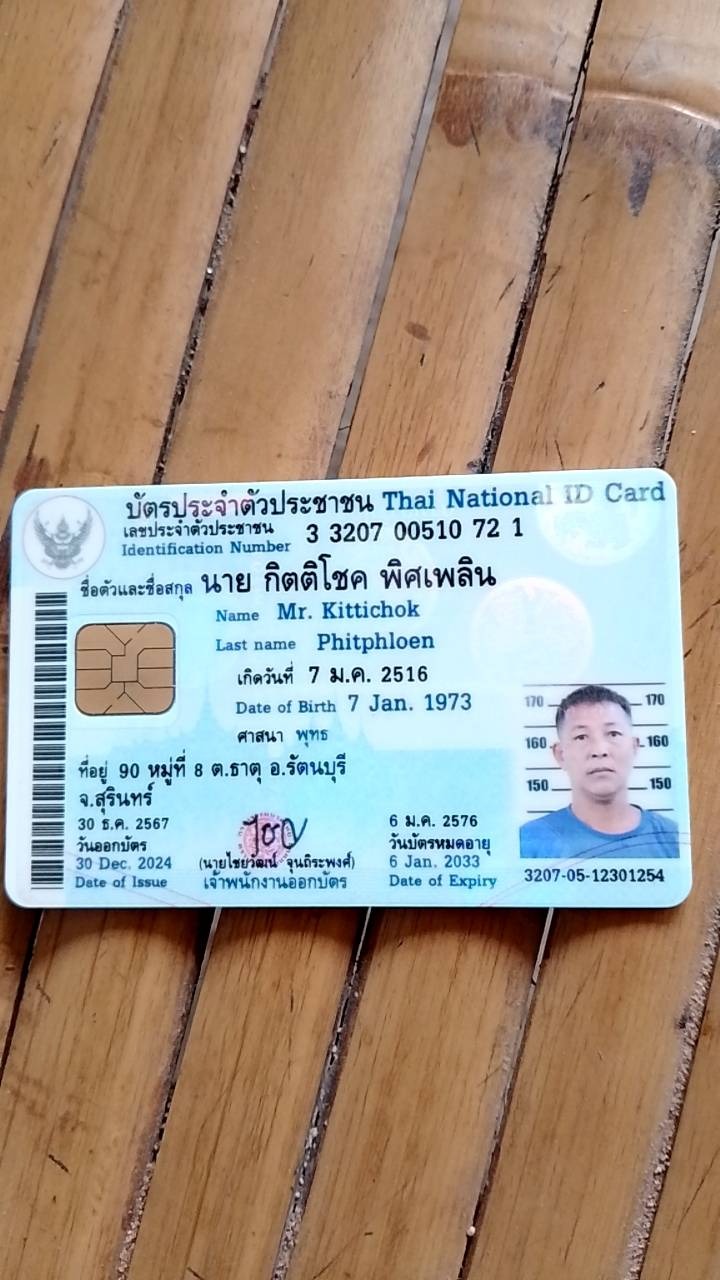 บัตรประจำตัวประชาชน Thai National ID Card
เลขประจำตัวประชาชน 3 3207 00510 72 1
Identification Number
ชื่อตัวและชื่อสกุล นาย กิตติโชค พิศเพลิน
Name Mr. Kittichok
Last name Phitphloen
เกิดวันที่ 7 ม.ค. 2516
Date of Birth 7 Jan. 1973
ศาสนา พุทธ
170 170
160 160
150 150
ที่อยู่ 90 หมู่ที่ 8 ต.ธาตุ อ.รัตนบุรี
จ.สุรินทร์
30 ธ.ค. 2567
วันออกบัตร
30 Dec. 2024
Date of Issue
(นายไชยวัฒน์ จุนถิระพงศ์)
เจ้าพนักงานออกบัตร
6 ม.ค. 2576
วันบัตรหมดอายุ
6 Jan. 2033
Date of Expiry
3207-05-12301254